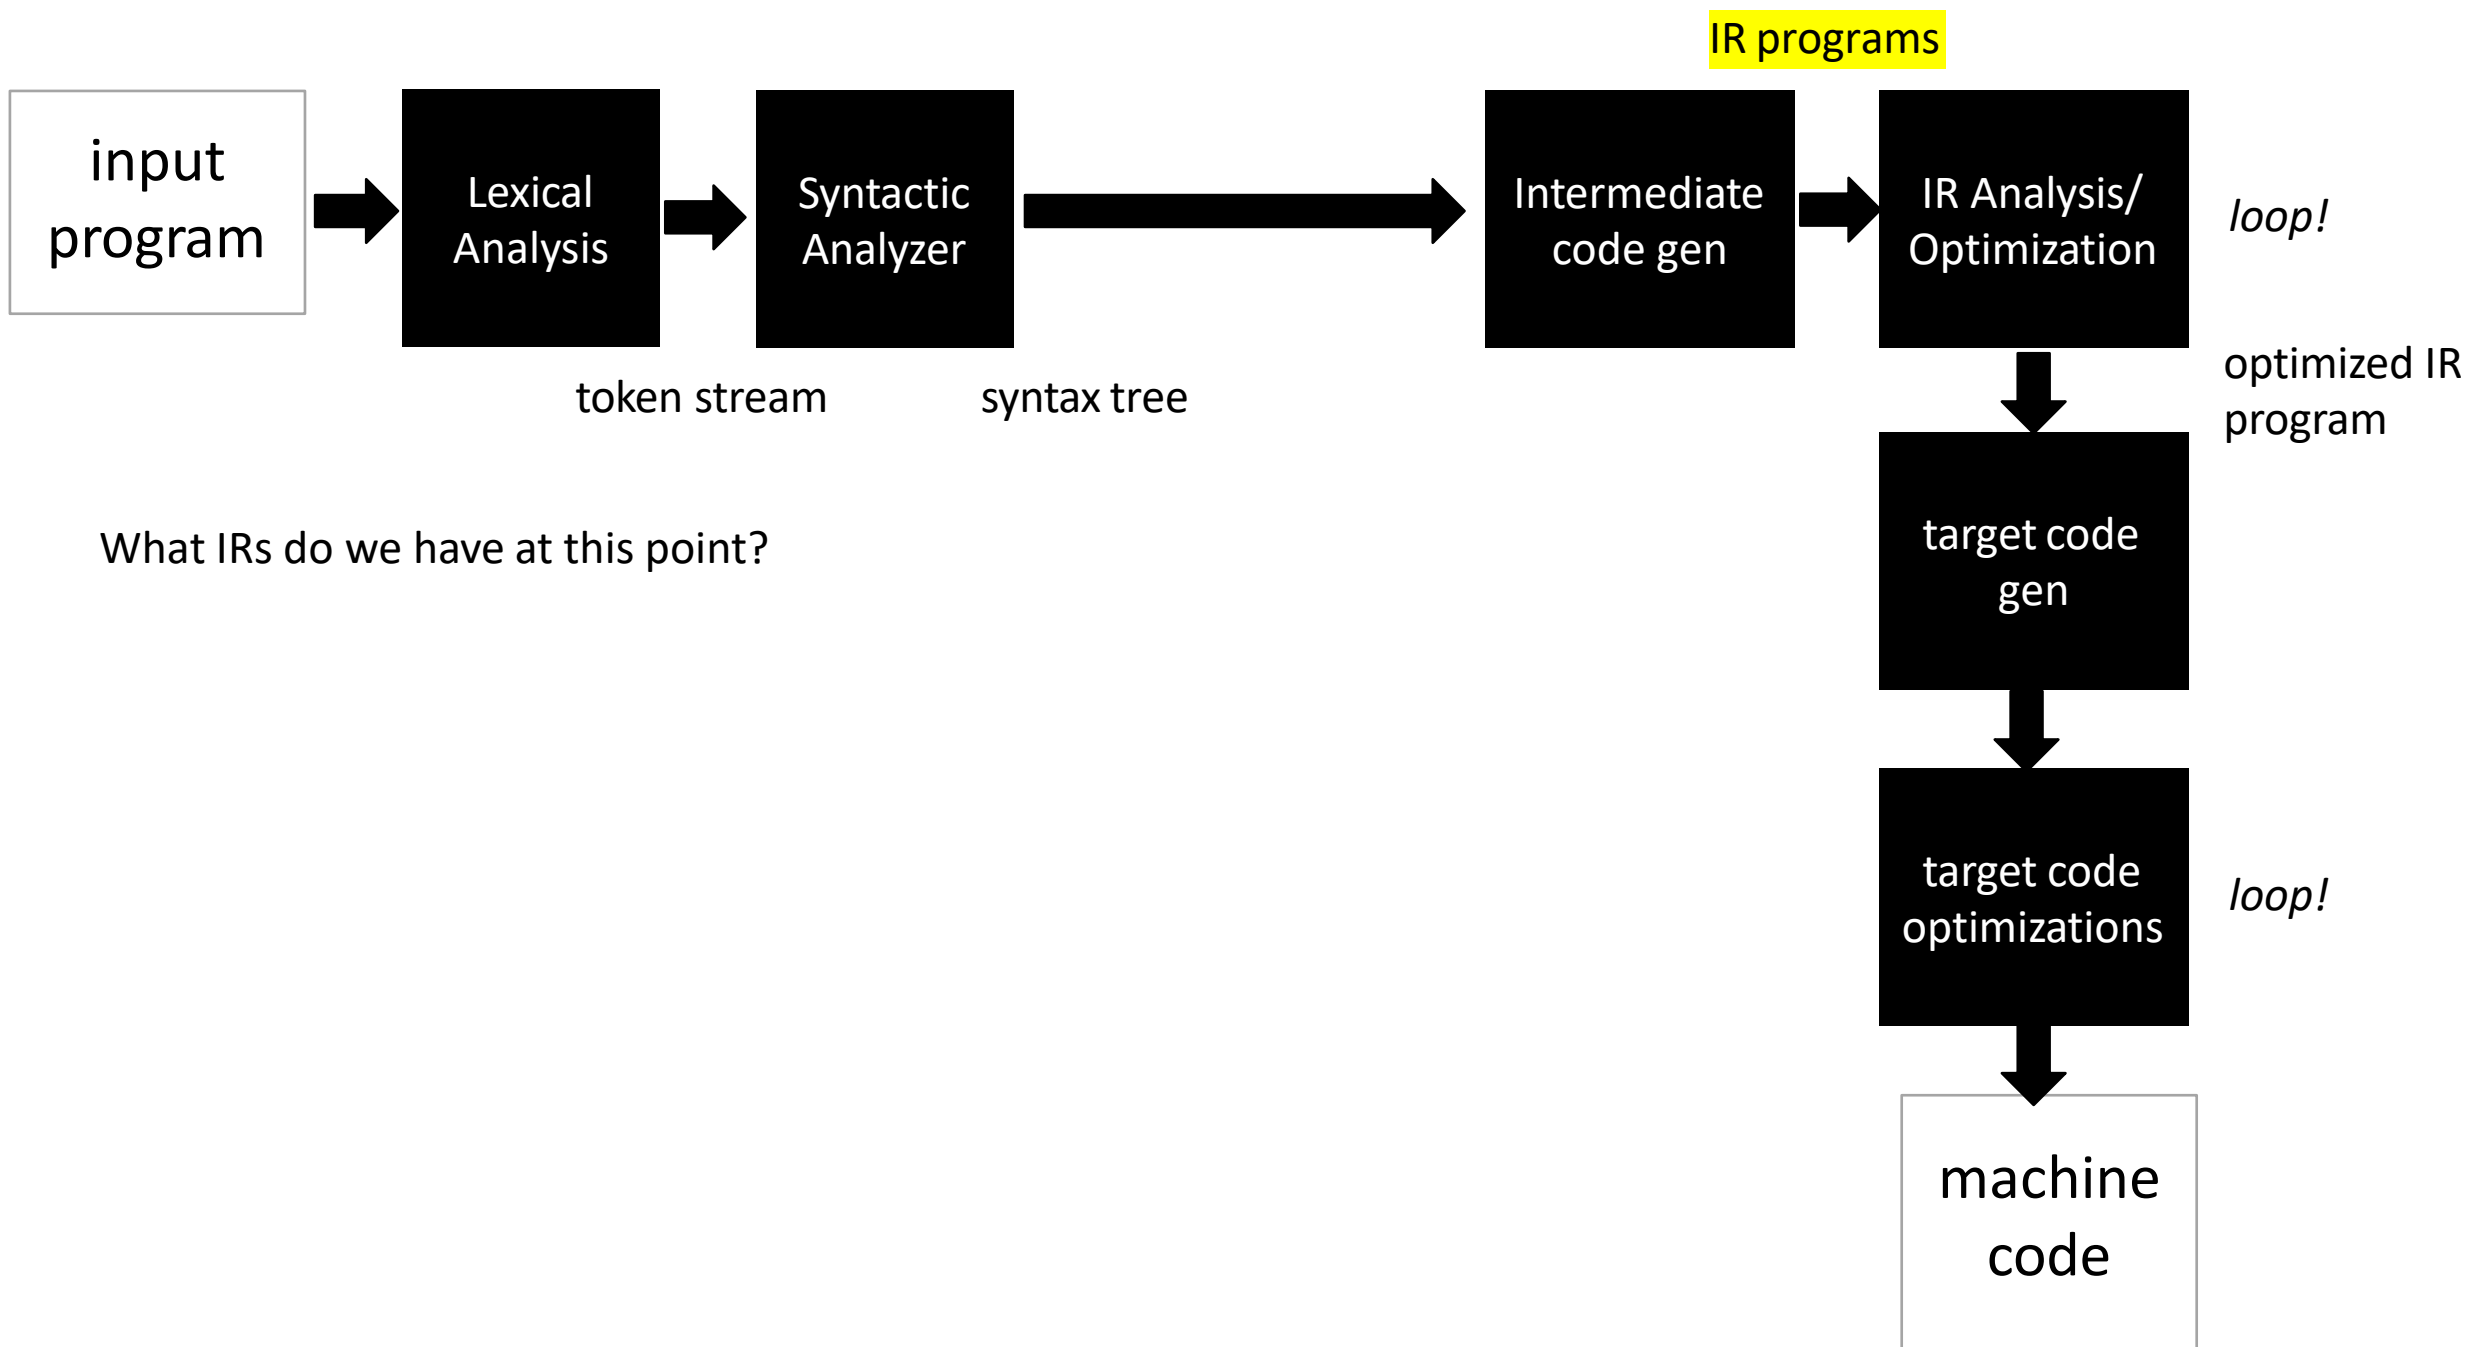 IR programs
input
program
Lexical
Analysis
Syntactic
Analyzer
Intermediate
code gen
IR Analysis/
Optimization
loop!
token stream
syntax tree
optimized IR
program
What IRs do we have at this point?
target code
gen
target code
optimizations
loop!
machine
code